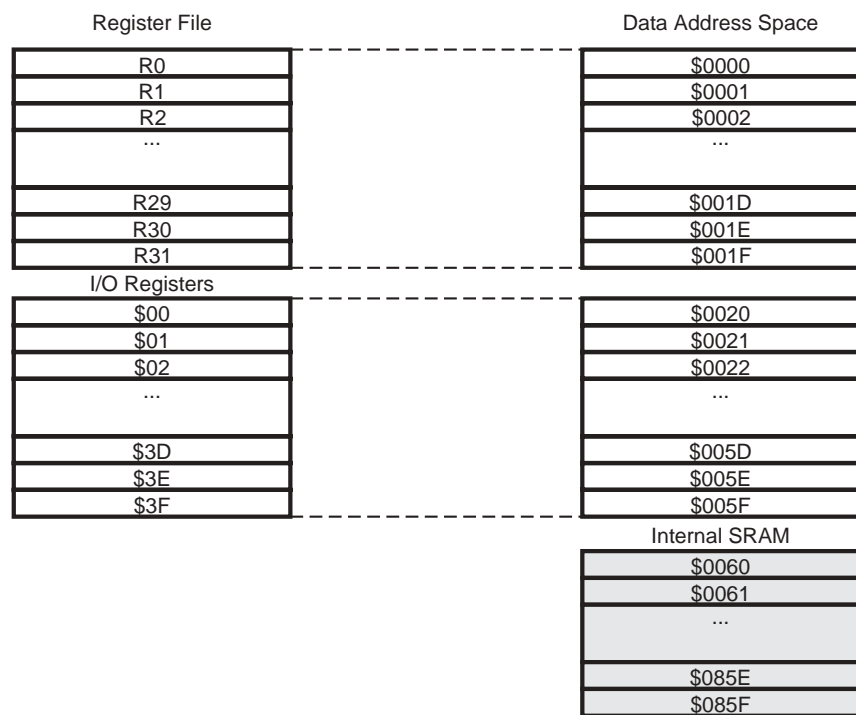 Register File
Data Address Space
R0
$0000
R1
$0001
R2
$0002
...
...
R29
$001D
R30
$001E
R31
$001F
I/O Registers
$00
$0020
$01
$0021
$02
$0022
...
...
$3D
$005D
$3E
$005E
$3F
$005F
Internal SRAM
$0060
$0061
...
$085E
$085F